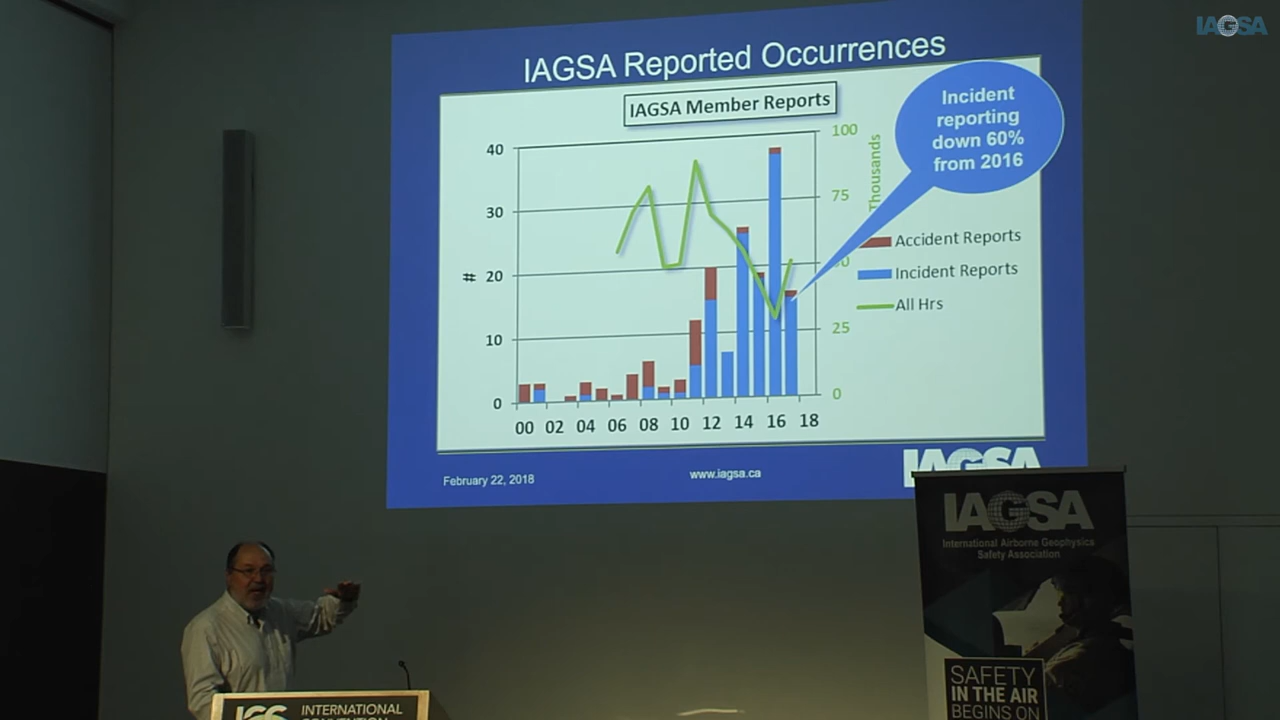 IAGSA
IAGSA Reported Occurrences
IAGSA Member Reports
Incident
reporting
down 60%
from 2016
40
30
20
10
0
#
100
75
25
0
Thousands
Accident Reports
Incident Reports
All Hrs
00 02 04 06 08 10 12 14 16 18
February 22, 2018
www.iagsa.ca
IAGSA
IAGSA
International Airborne Geophysics
Safety Association
SAFETY
IN THE AIR
BEGINS ON
INTERNATIONAL
CONVENTION